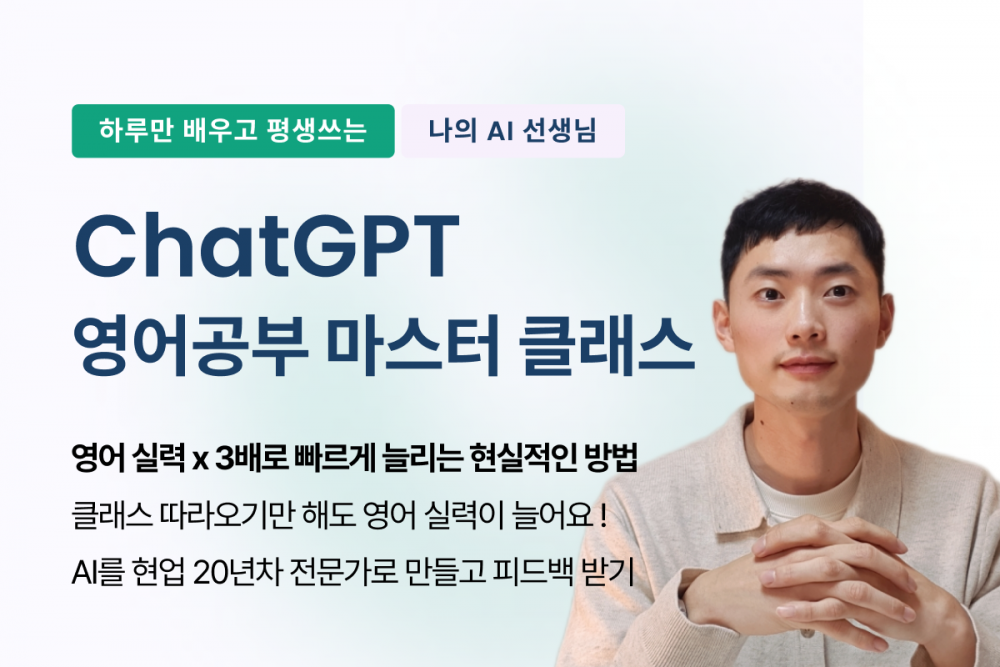 하루만 배우고 평생쓰는
나의 AI 선생님
ChatGPT
영어공부 마스터 클래스
영어 실력 x 3배로 빠르게 늘리는 현실적인 방법
클래스 따라오기만 해도 영어 실력이 늘어요 !
AI를 현업 20년차 전문가로 만들고 피드백 받기